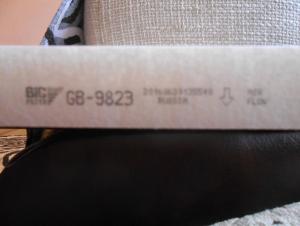 BIG
FILTER
GB-9823
RUSSIA
AIR
FLOW